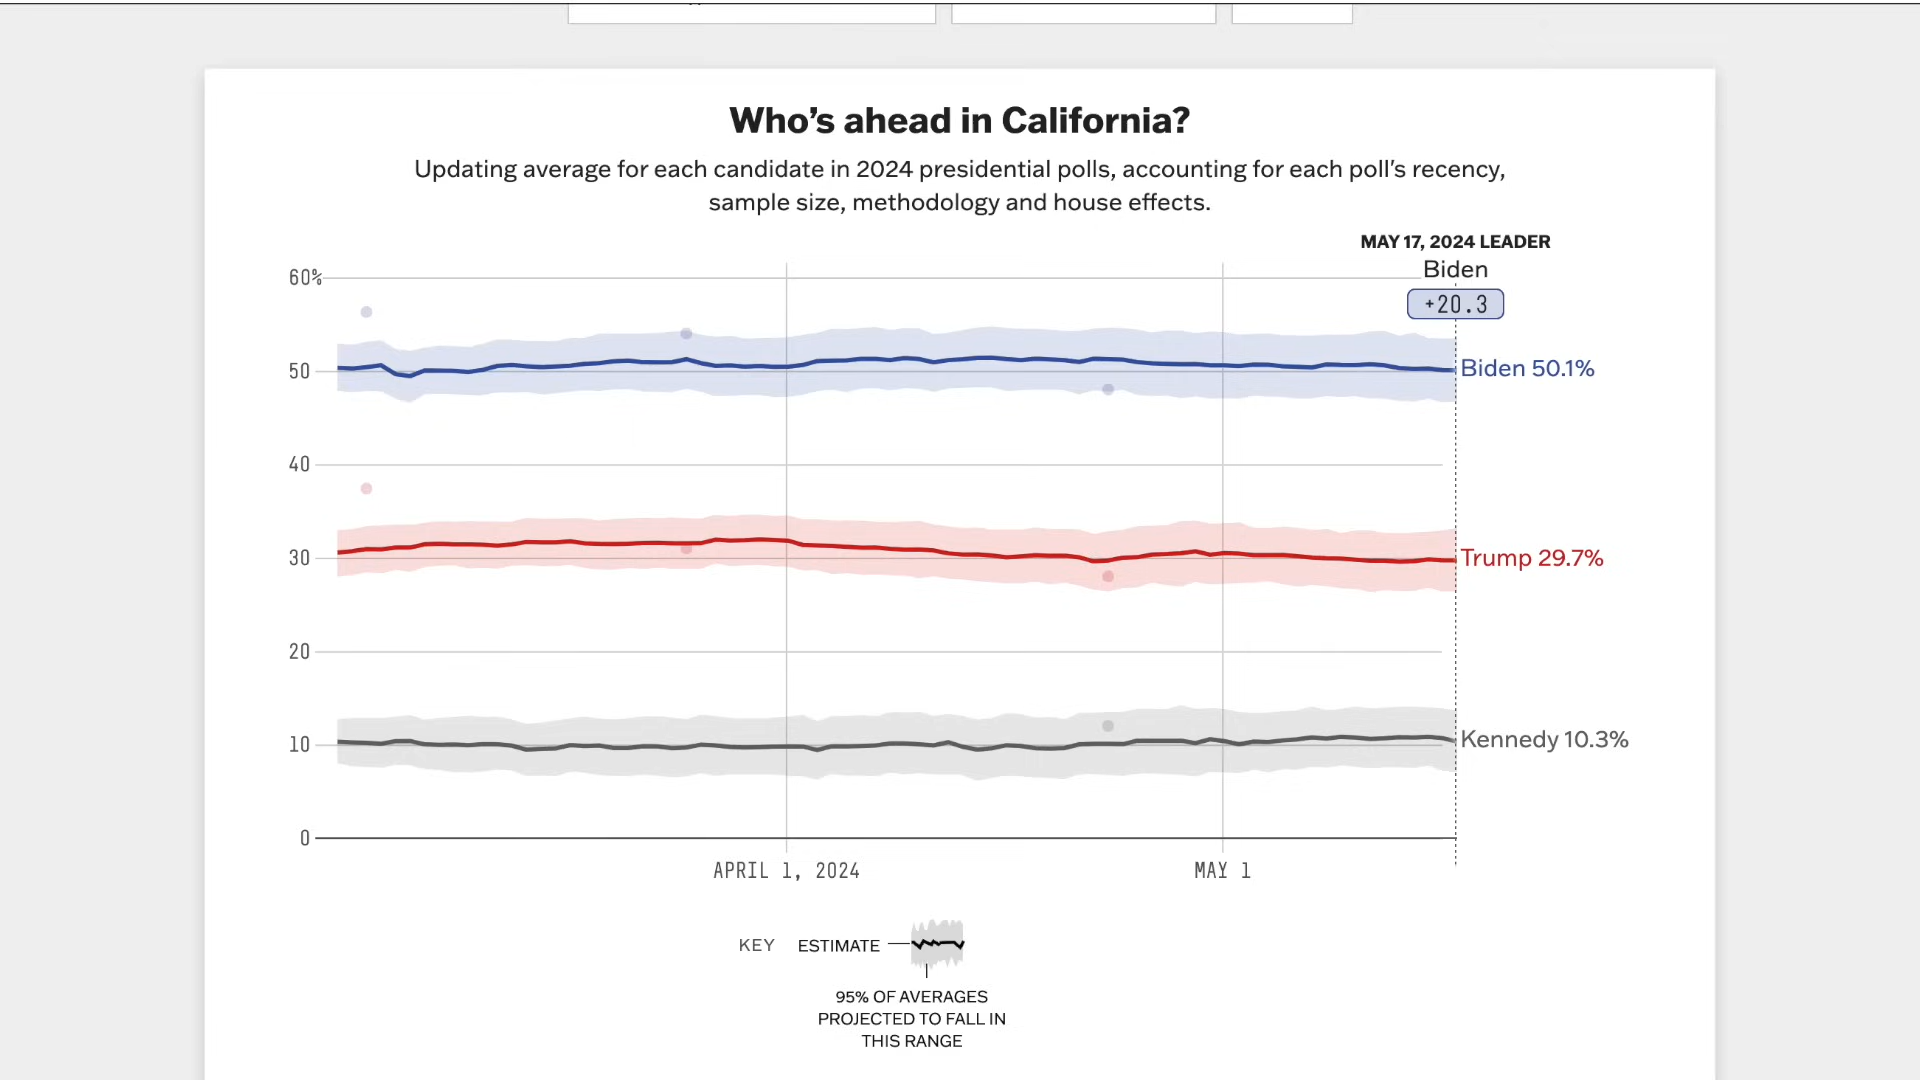 Who's ahead in California?
Updating average for each candidate in 2024 presidential polls, accounting for each poll's recency,
sample size, methodology and house effects.
MAY 17, 2024 LEADER
Biden
+20.3
60%
50
40
30
20
10
0
Biden 50.1%
Trump 29.7%
Kennedy 10.3%
APRIL 1, 2024
MAY 1
KEY
ESTIMATE
95% OF AVERAGES
PROJECTED TO FALL IN
THIS RANGE